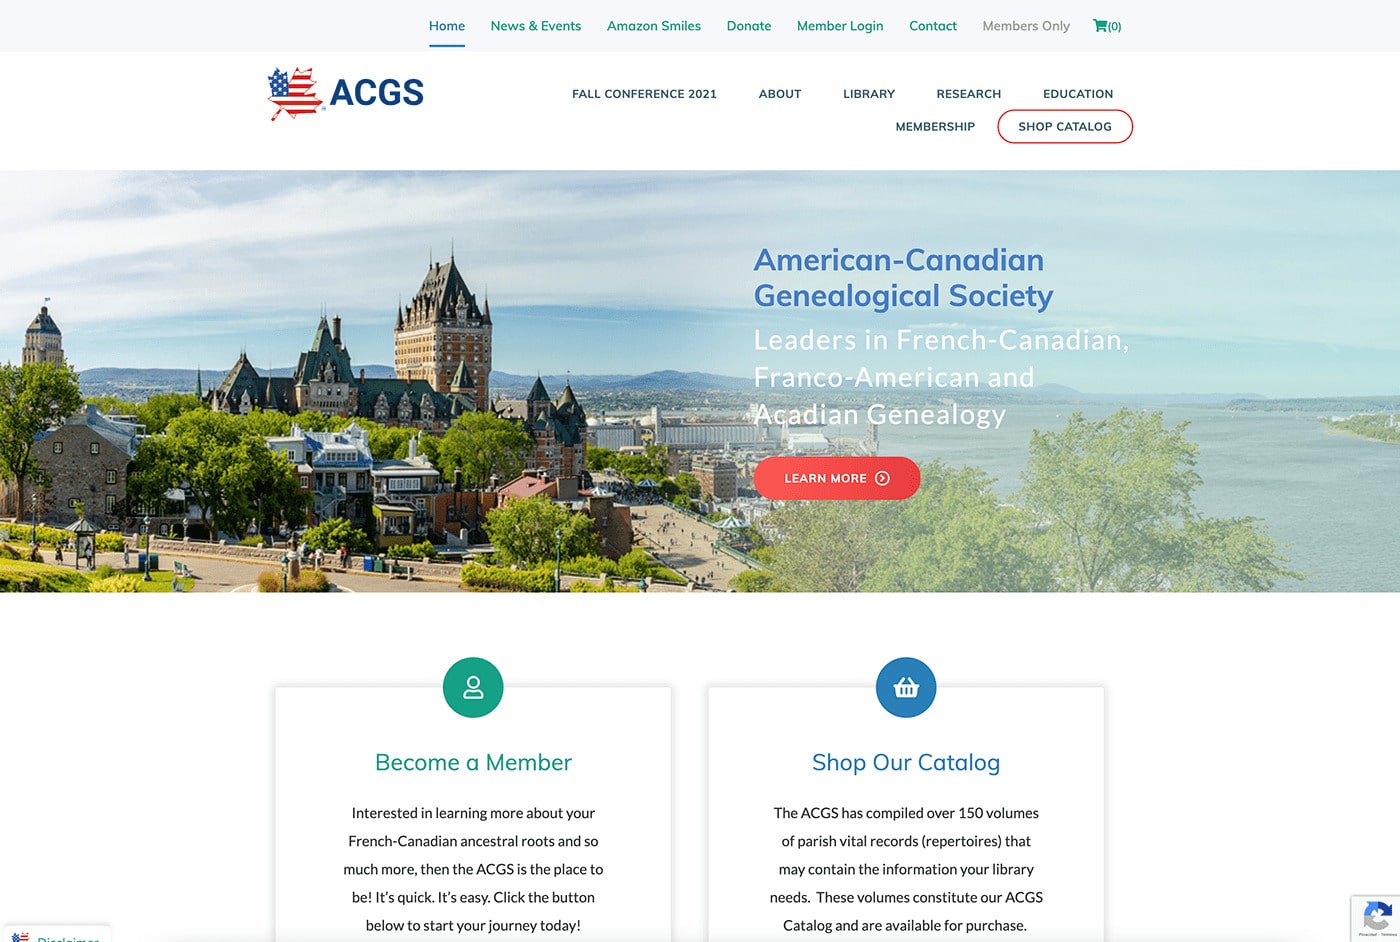 Home News & Events Amazon Smiles Donate Member Login Contact Members Only (0)
ACGS
FALL CONFERENCE 2021 ABOUT LIBRARY RESEARCH EDUCATION
MEMBERSHIP SHOP CATALOG
American-Canadian
Genealogical Society
Leaders in French-Canadian,
Franco-American and
Acadian Genealogy
LEARN MORE
Become a Member
Interested in learning more about your
French-Canadian ancestral roots and so
much more, then the ACGS is the place to
be! It’s quick. It’s easy. Click the button
below to start your journey today!
Shop Our Catalog
The ACGS has compiled over 150 volumes
of parish vital records (repertoires) that
may contain the information your library
needs.  These volumes constitute our ACGS
Catalog and are available for purchase.
Disclaimer